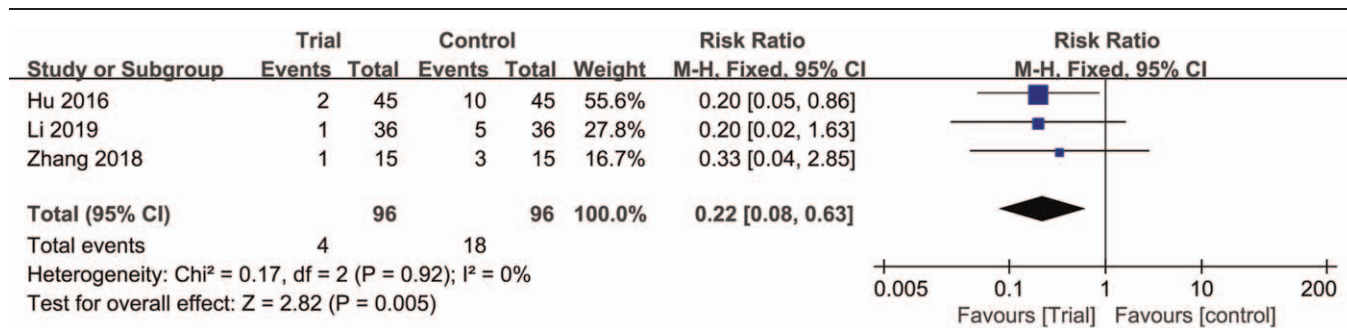 Trial Control Risk Ratio Risk Ratio
Study or Subgroup Events Total Events Total Weight M-H, Fixed, 95% CI M-H, Fixed, 95% CI
Hu 2016 2 45 10 45 55.6% 0.20 [0.05, 0.86]
Li 2019 1 36 5 36 27.8% 0.20 [0.02, 1.63]
Zhang 2018 1 15 3 15 16.7% 0.33 [0.04, 2.85]
Total (95% CI) 96 96 100.0% 0.22 [0.08, 0.63]
Total events 4 18
Heterogeneity: Chi² = 0.17, df = 2 (P = 0.92); I² = 0%
Test for overall effect: Z = 2.82 (P = 0.005)
0.005 0.1 1 10 200
Favours [Trial] Favours [control]